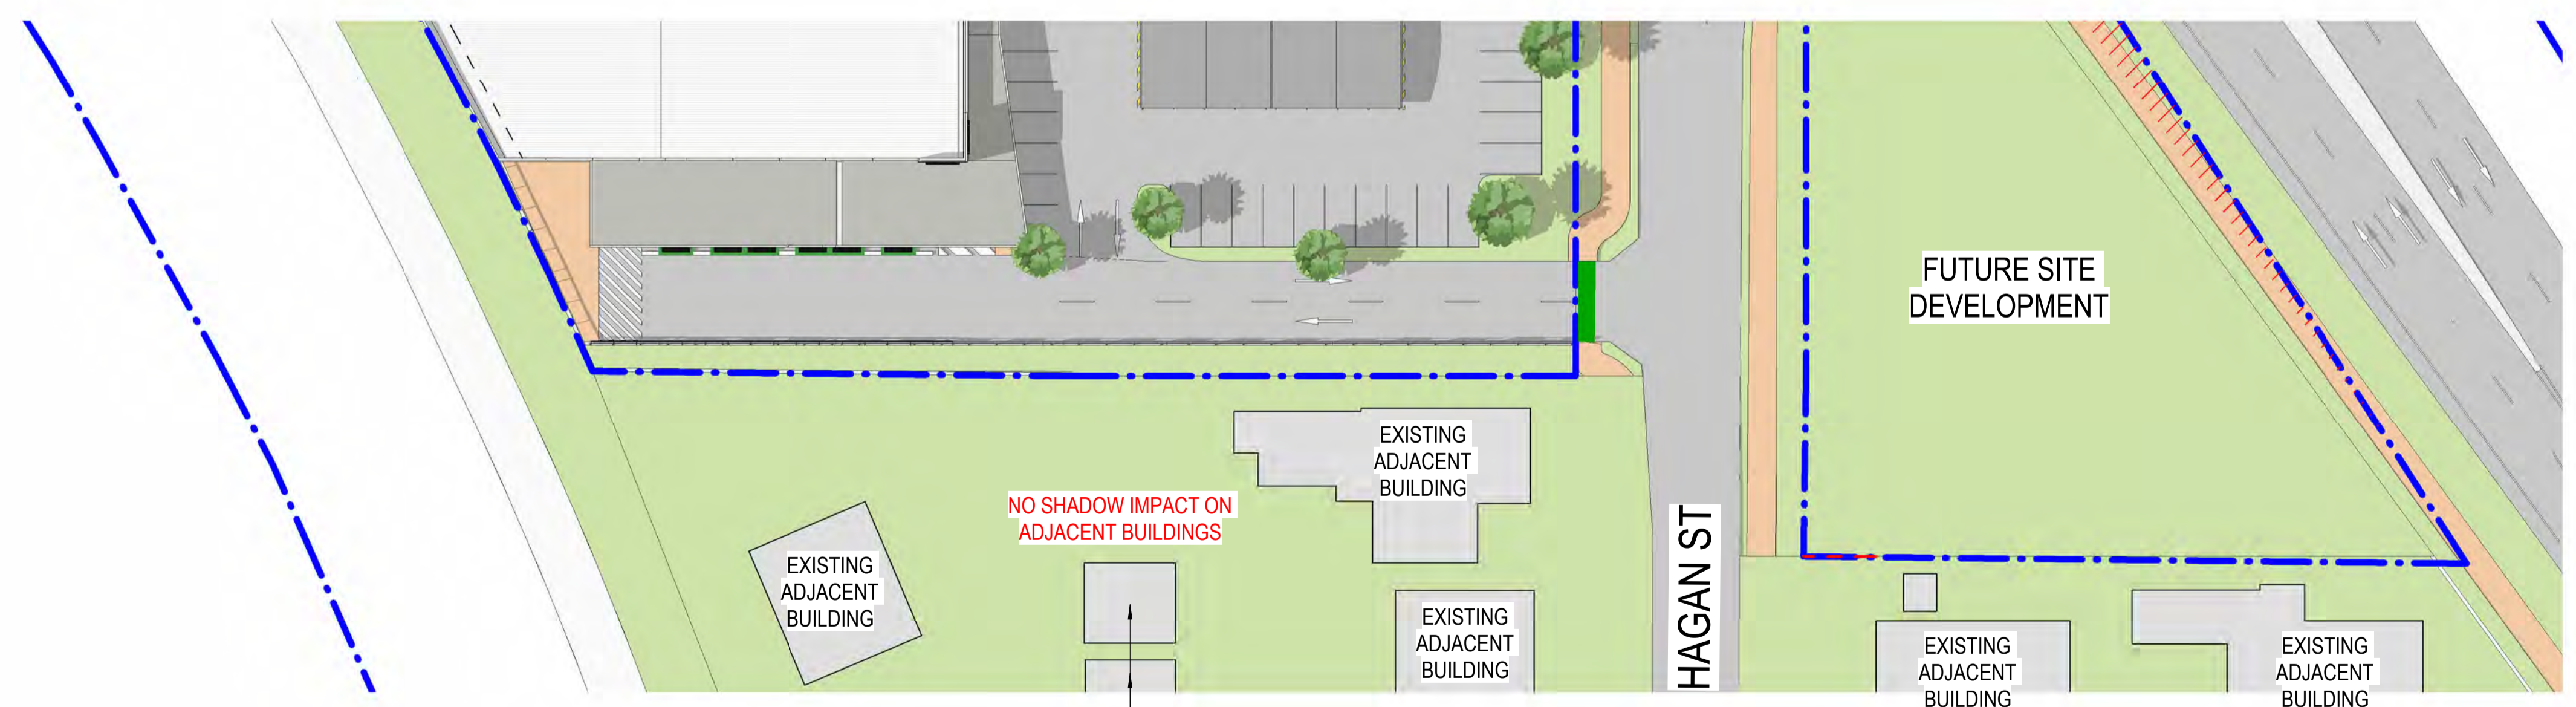 FUTURE SITE
DEVELOPMENT
EXISTING
ADJACENT
BUILDING
NO SHADOW IMPACT ON
ADJACENT BUILDINGS
EXISTING
ADJACENT
BUILDING
EXISTING
ADJACENT
BUILDING
HAGAN ST
EXISTING
ADJACENT
BUILDING
EXISTING
ADJACENT
BUILDING